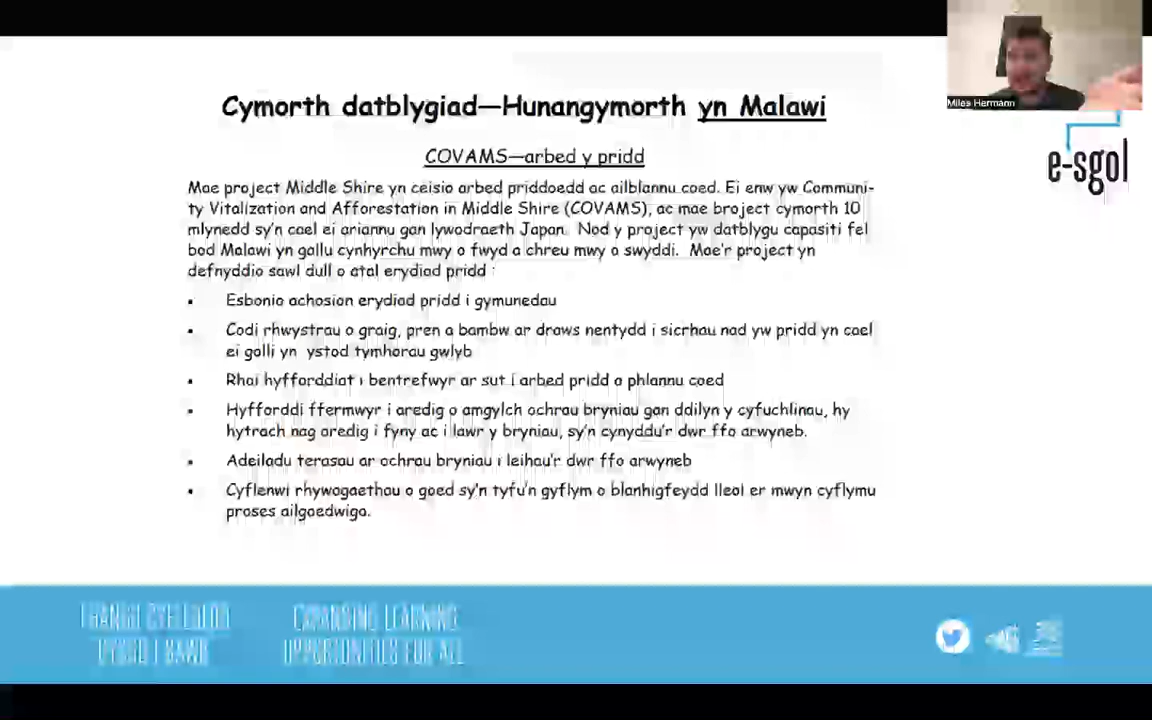 Miles Hermann
e-sgol
Cymorth datblygiad—Hunangymorth yn Malawi
COVAMS—arbed y pridd
Mae project Middle Shire yn ceisio arbed priddoedd ac ailblannu coed. Ei enw yw Communi-
ty Vitalization and Afforestation in Middle Shire (COVAMS), ac mae broject cymorth 10
mlynedd sy'n cael ei ariannu gan lywodraeth Japan. Nod y project yw datblygu capasiti fel
bod Malawi yn gallu cynhyrchu mwy o fwyd a chreu mwy o swyddi. Mae'r project yn
defnyddio sawl dull o atal erydiad pridd :
• Esbonio achosion erydiad pridd i gymunedau
• Codi rhwystrau o graig, pren a bambw ar draws nentydd i sicrhau nad yw pridd yn cael
ei golli yn ystod tymhorau gwlyb
• Rhoi hyfforddiat i bentrefwyr ar sut i arbed pridd a phlannu coed
• Hyfforddi ffermwyr i aredig o amgylch ochrau bryniau gan ddilyn y cyfuchlinau, hy
hytrach nag aredig i fyny ac i lawr y bryniau, sy'n cynyddu'r dwr ffo arwyneb.
• Adeiladu terasau ar ochrau bryniau i leihau'r dwr ffo arwyneb
• Cyflenwi rhywogaethau o goed sy'n tyfu'n gyflym o blanhigfeydd lleol er mwyn cyflymu
proses ailgoedwigo.
EXPANDING LEARNING
OPPORTUNITIES FOR ALL